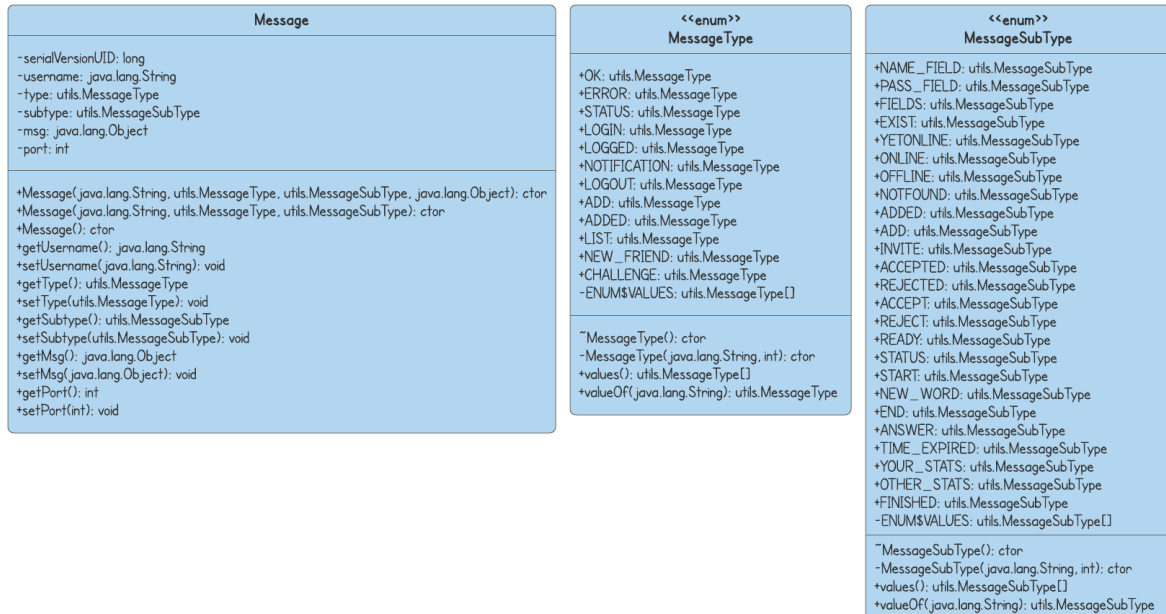 Message
-serialVersionUID: long
-username: java.lang.String
-type: utils.MessageType
-subtype: utils.MessageSubType
-msg: java.lang.Object
-port: int
+Message(java.lang.String, utils.MessageType, utils.MessageSubType, java.lang.Object): ctor
+Message(java.lang.String, utils.MessageType, utils.MessageSubType): ctor
+Message(): ctor
+getUsername(): java.lang.String
+setUsername(java.lang.String): void
+getType(): utils.MessageType
+setType(utils.MessageType): void
+getSubtype(): utils.MessageSubType
+setSubtype(utils.MessageSubType): void
+getMsg(): java.lang.Object
+setMsg(java.lang.Object): void
+getPort(): int
+setPort(int): void
<<enum>>
MessageType
+OK: utils.MessageType
+ERROR: utils.MessageType
+STATUS: utils.MessageType
+LOGIN: utils.MessageType
+LOGGED: utils.MessageType
+NOTIFICATION: utils.MessageType
+LOGOUT: utils.MessageType
+ADD: utils.MessageType
+ADDED: utils.MessageType
+LIST: utils.MessageType
+NEW_FRIEND: utils.MessageType
+CHALLENGE: utils.MessageType
-ENUM$VALUES: utils.MessageType[]
~MessageType(): ctor
-MessageType(java.lang.String, int): ctor
+values(): utils.MessageType[]
+valueOf(java.lang.String): utils.MessageType
<<enum>>
MessageSubType
+NAME_FIELD: utils.MessageSubType
+PASS_FIELD: utils.MessageSubType
+FIELDS: utils.MessageSubType
+EXIST: utils.MessageSubType
+YETONLINE: utils.MessageSubType
+ONLINE: utils.MessageSubType
+OFFLINE: utils.MessageSubType
+NOTFOUND: utils.MessageSubType
+ADDED: utils.MessageSubType
+ADD: utils.MessageSubType
+INVITE: utils.MessageSubType
+ACCEPTED: utils.MessageSubType
+REJECTED: utils.MessageSubType
+ACCEPT: utils.MessageSubType
+REJECT: utils.MessageSubType
+READY: utils.MessageSubType
+STATUS: utils.MessageSubType
+START: utils.MessageSubType
+NEW_WORD: utils.MessageSubType
+END: utils.MessageSubType
+ANSWER: utils.MessageSubType
+TIME_EXPIRED: utils.MessageSubType
+YOUR_STATS: utils.MessageSubType
+OTHER_STATS: utils.MessageSubType
+FINISHED: utils.MessageSubType
-ENUM$VALUES: utils.MessageSubType[]
~MessageSubType(): ctor
-MessageSubType(java.lang.String, int): ctor
+values(): utils.MessageSubType[]
+valueOf(java.lang.String): utils.MessageSubType